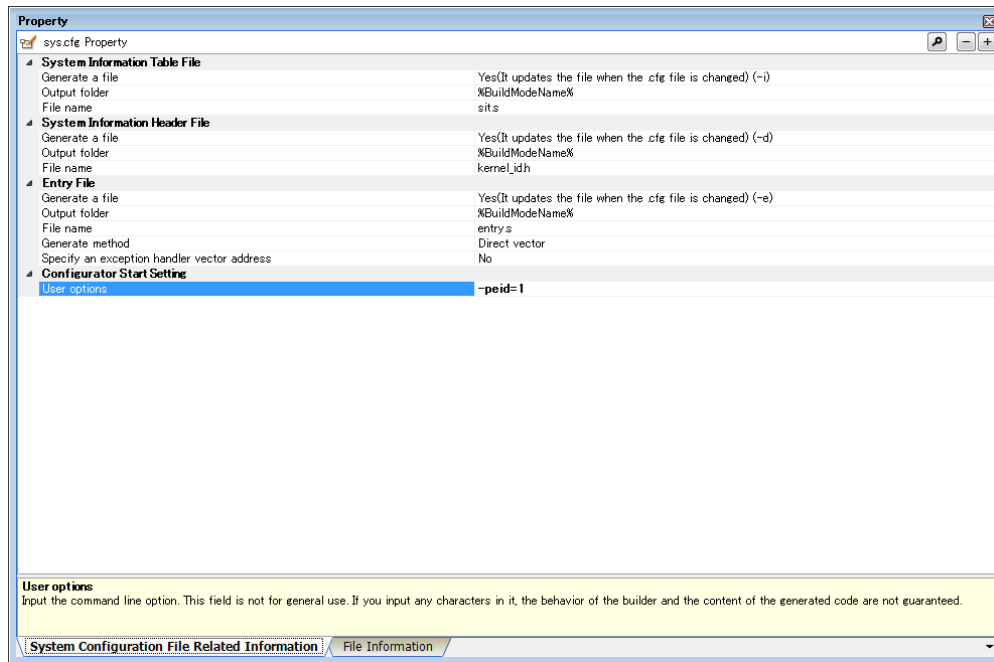 Property
sys.cfg Property
System Information Table File
Generate a file Yes(It updates the file when the .cfg file is changed) (-i)
Output folder %BuildModeName%
File name sit.s
System Information Header File
Generate a file Yes(It updates the file when the .cfg file is changed) (-d)
Output folder %BuildModeName%
File name kernel_id.h
Entry File
Generate a file Yes(It updates the file when the .cfg file is changed) (-e)
Output folder %BuildModeName%
File name entry.s
Generate method Direct vector
Specify an exception handler vector address No
Configurator Start Setting
User options -peid=1
User options
Input the command line option. This field is not for general use. If you input any characters in it, the behavior of the builder and the content of the generated code are not guaranteed.
System Configuration File Related Information File Information